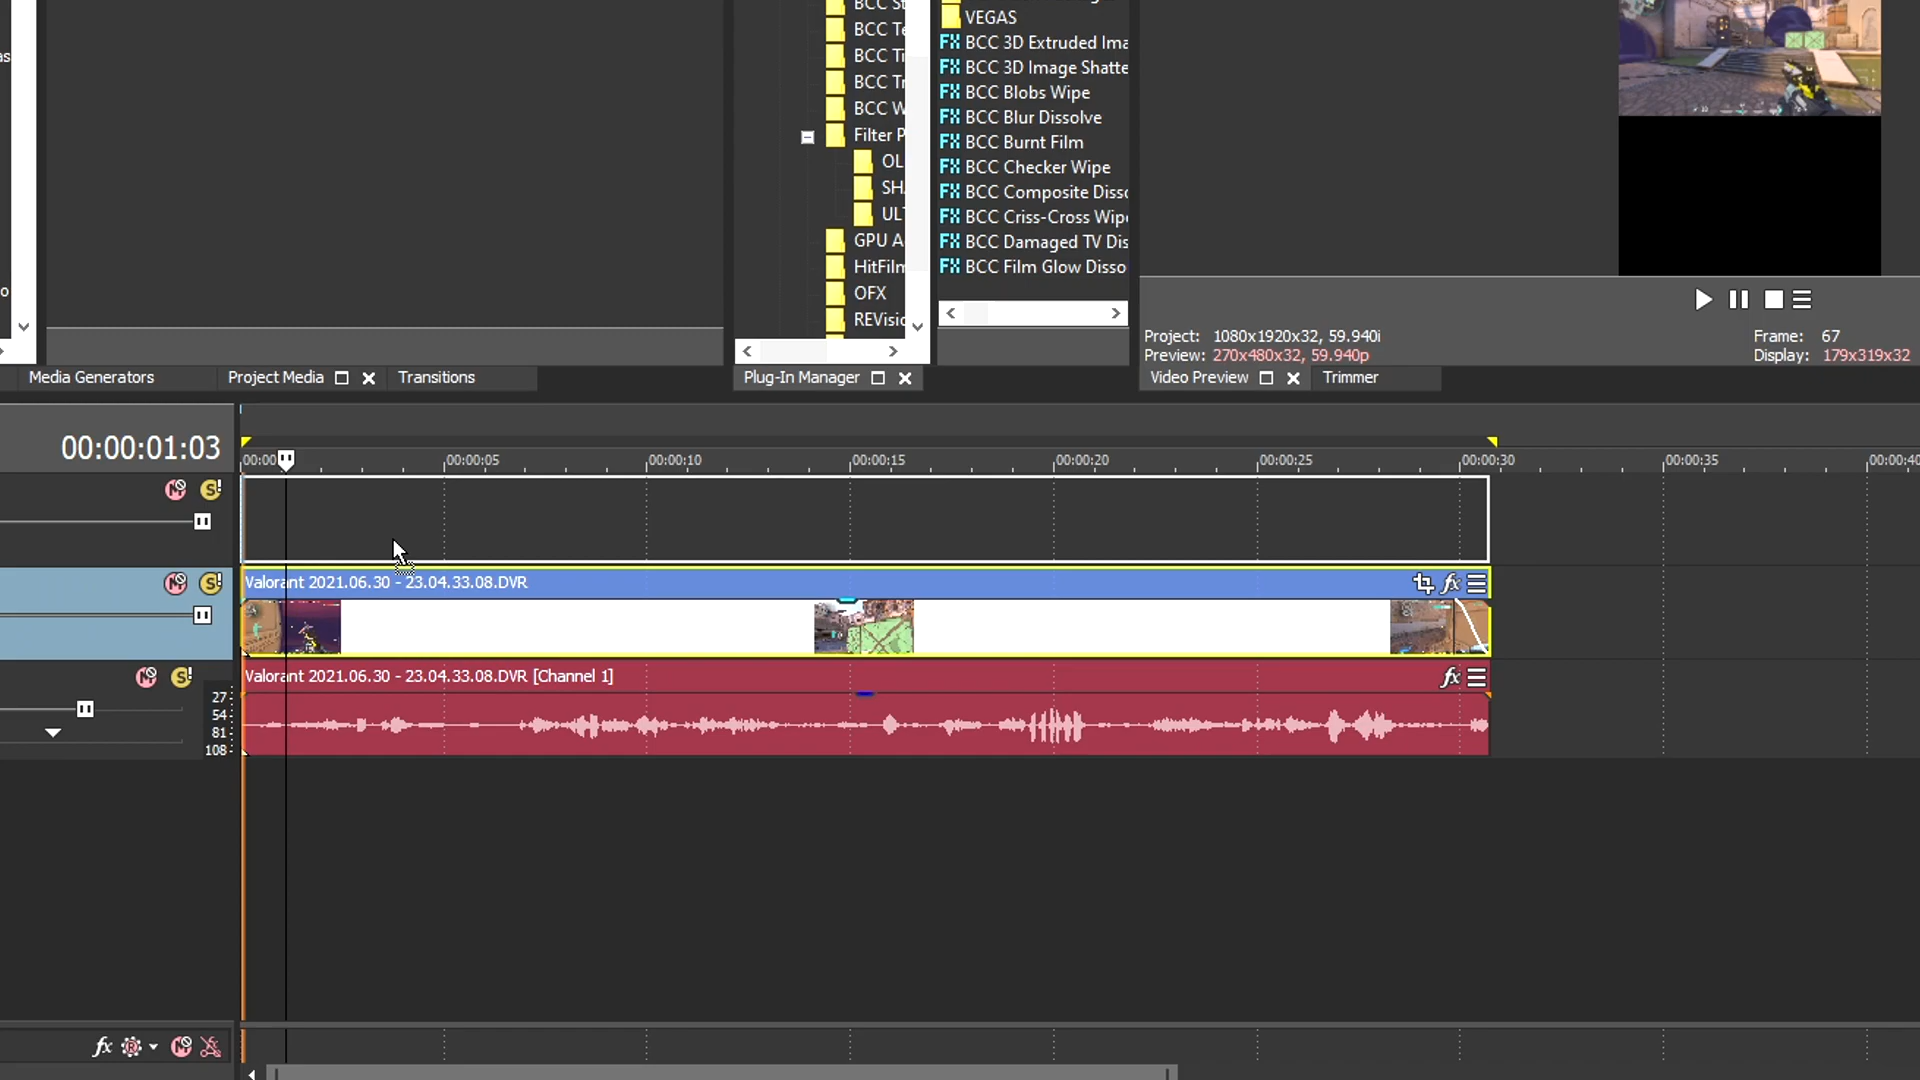 BCC Te
BCC Ti
BCC Tr
BCC W
Filter P
OL
SH
ULT
GPU A
HitFilm
OFX
REVisio
VEGAS
FX BCC 3D Extruded Ima
FX BCC 3D Image Shatte
FX BCC Blobs Wipe
FX BCC Blur Dissolve
FX BCC Burnt Film
FX BCC Checker Wipe
FX BCC Composite Disso
FX BCC Criss-Cross Wipe
FX BCC Damaged TV Dis
FX BCC Film Glow Disso
Project: 1080x1920x32, 59.940i
Preview: 270x480x32, 59.940p
Frame: 67
Display: 179x319x32
Media Generators
Project Media
Transitions
Plug-In Manager
Video Preview
Trimmer
00:00:01:03
00:00
00:00:05
00:00:10
00:00:15
00:00:20
00:00:25
00:00:30
00:00:35
00:00:40
Valorant 2021.06.30 - 23.04.33.08.DVR
fx
Valorant 2021.06.30 - 23.04.33.08.DVR [Channel 1]
fx
27
54
81
108
fx